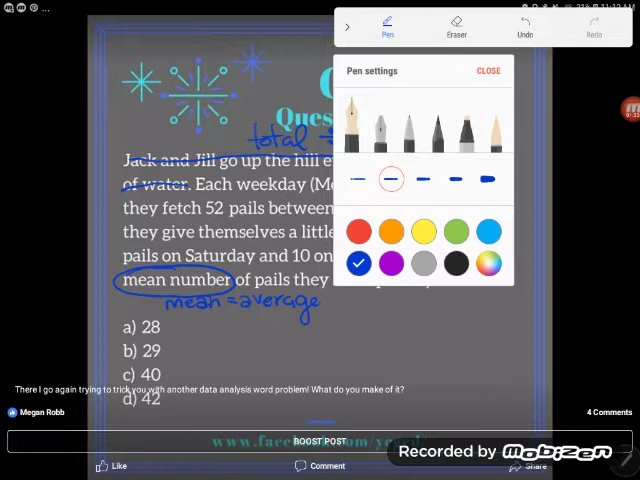 ... 21% 11:12 AM
Pen
Eraser
Undo
Redo
Pen settings
CLOSE
Ques
total ÷
Jack and Jill go up the hill
of water. Each weekday
they fetch 52 pails between
they give themselves a little
pails on Saturday and 10 on
mean number of pails they
mean = average
a) 28
b) 29
c) 40
There I go again trying to trick you with another data analysis word problem! What do you make of it?
d) 42
Megan Robb
4 Comments
BOOST POST
Recorded by MOBIZEN
Like
Comment
Share